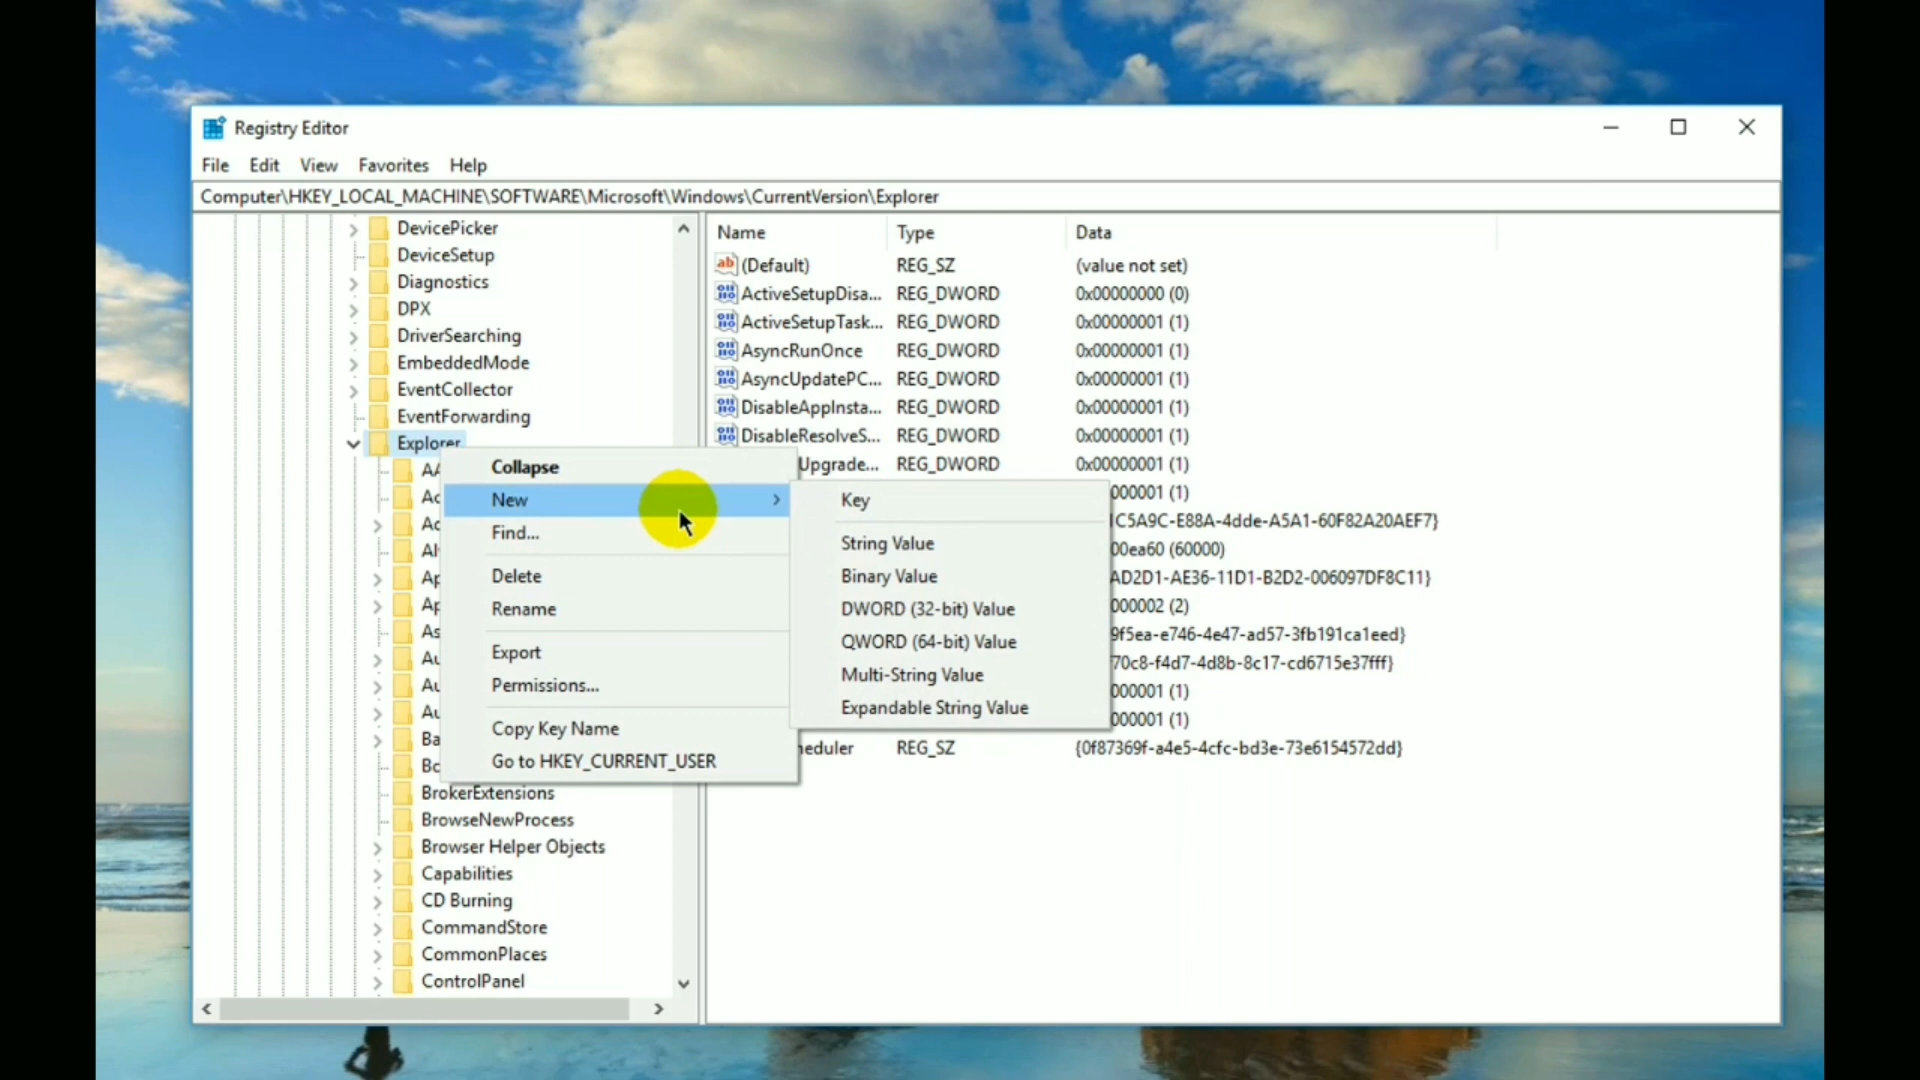 Registry Editor
File Edit View Favorites Help
Computer\HKEY_LOCAL_MACHINE\SOFTWARE\Microsoft\Windows\CurrentVersion\Explorer
DevicePicker
DeviceSetup
Diagnostics
DPX
DriverSearching
EmbeddedMode
EventCollector
EventForwarding
Explorer
BrokerExtensions
BrowseNewProcess
Browser Helper Objects
Capabilities
CD Burning
CommandStore
CommonPlaces
ControlPanel
Collapse
New
Find...
Delete
Rename
Export
Permissions...
Copy Key Name
Go to HKEY_CURRENT_USER
Key
String Value
Binary Value
DWORD (32-bit) Value
QWORD (64-bit) Value
Multi-String Value
Expandable String Value
Name Type Data
(Default) REG_SZ (value not set)
ActiveSetupDisa... REG_DWORD 0x00000000 (0)
ActiveSetupTask... REG_DWORD 0x00000001 (1)
AsyncRunOnce REG_DWORD 0x00000001 (1)
AsyncUpdatePC... REG_DWORD 0x00000001 (1)
DisableAppInsta... REG_DWORD 0x00000001 (1)
DisableResolveS... REG_DWORD 0x00000001 (1)
Upgrade... REG_DWORD 0x00000001 (1)
000001 (1)
C5A9C-E88A-4dde-A5A1-60F82A20AEF7}
00ea60 (60000)
AD2D1-AE36-11D1-B2D2-006097DF8C11}
000002 (2)
9f5ea-e746-4e47-ad57-3fb191ca1eed}
70c8-f4d7-4d8b-8c17-cd6715e37fff}
000001 (1)
000001 (1)
heduler REG_SZ {0f87369f-a4e5-4cfc-bd3e-73e6154572dd}